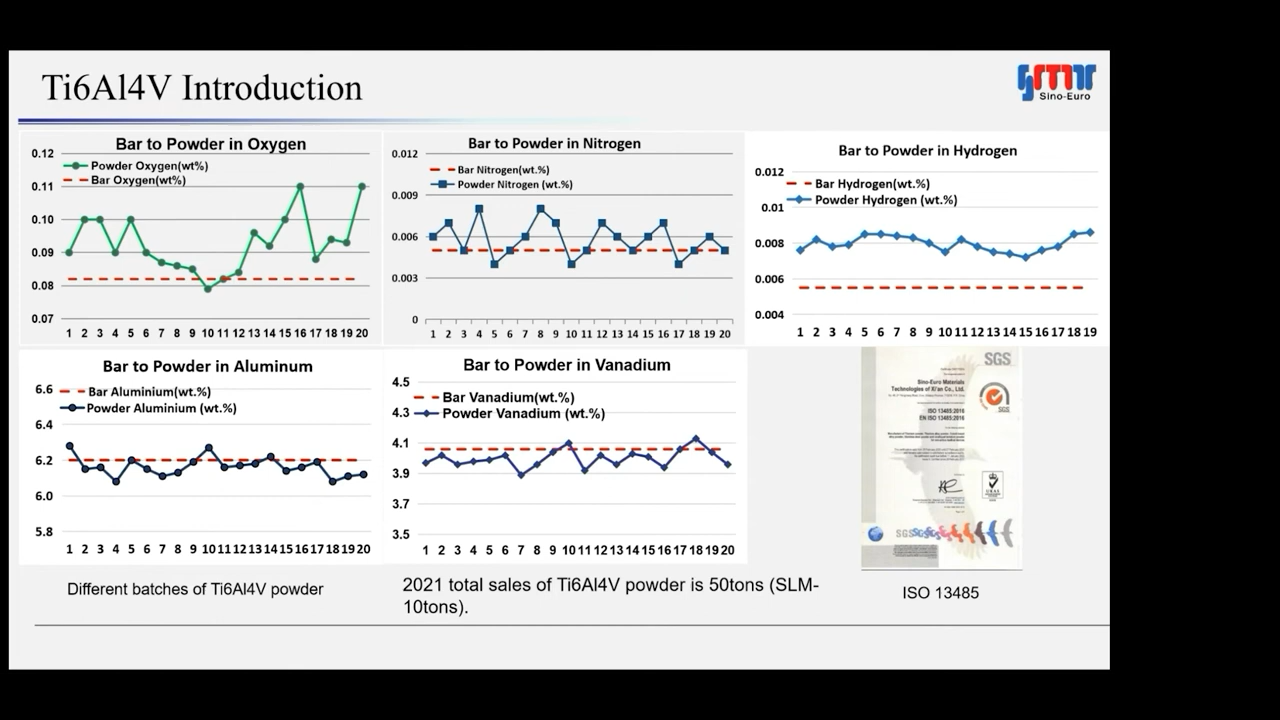 Ti6Al4V Introduction
Sino-Euro
Bar to Powder in Oxygen
0.12
Powder Oxygen(wt%)
Bar Oxygen(wt%)
0.11
0.10
0.09
0.08
0.07
1 2 3 4 5 6 7 8 9 10 11 12 13 14 15 16 17 18 19 20
Bar to Powder in Nitrogen
0.012
Bar Nitrogen(wt.%)
Powder Nitrogen (wt.%)
0.009
0.006
0.003
0
1 2 3 4 5 6 7 8 9 10 11 12 13 14 15 16 17 18 19 20
Bar to Powder in Hydrogen
0.012
Bar Hydrogen(wt.%)
Powder Hydrogen (wt.%)
0.01
0.008
0.006
0.004
1 2 3 4 5 6 7 8 9 10 11 12 13 14 15 16 17 18 19
Bar to Powder in Aluminum
6.6
Bar Aluminium(wt.%)
Powder Aluminium (wt.%)
6.4
6.2
6.0
5.8
1 2 3 4 5 6 7 8 9 10 11 12 13 14 15 16 17 18 19 20
Bar to Powder in Vanadium
4.5
Bar Vanadium(wt.%)
4.3
Powder Vanadium (wt.%)
4.1
3.9
3.7
3.5
1 2 3 4 5 6 7 8 9 10 11 12 13 14 15 16 17 18 19 20
SGS
Sino-Euro Materials
Technologies of Xi'an Co., Ltd.
SGS
ISO 13485:2016
EN ISO 13485:2016
UKAS
SGS
Different batches of Ti6Al4V powder
2021 total sales of Ti6Al4V powder is 50tons (SLM-
10tons).
ISO 13485